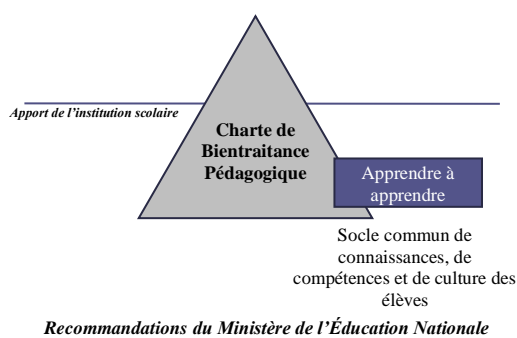 Apport de l'institution scolaire
Charte de
Bientraitance
Pédagogique
Apprendre à
apprendre
Socle commun de
connaissances, de
compétences et de culture des
élèves
Recommandations du Ministère de l'Éducation Nationale